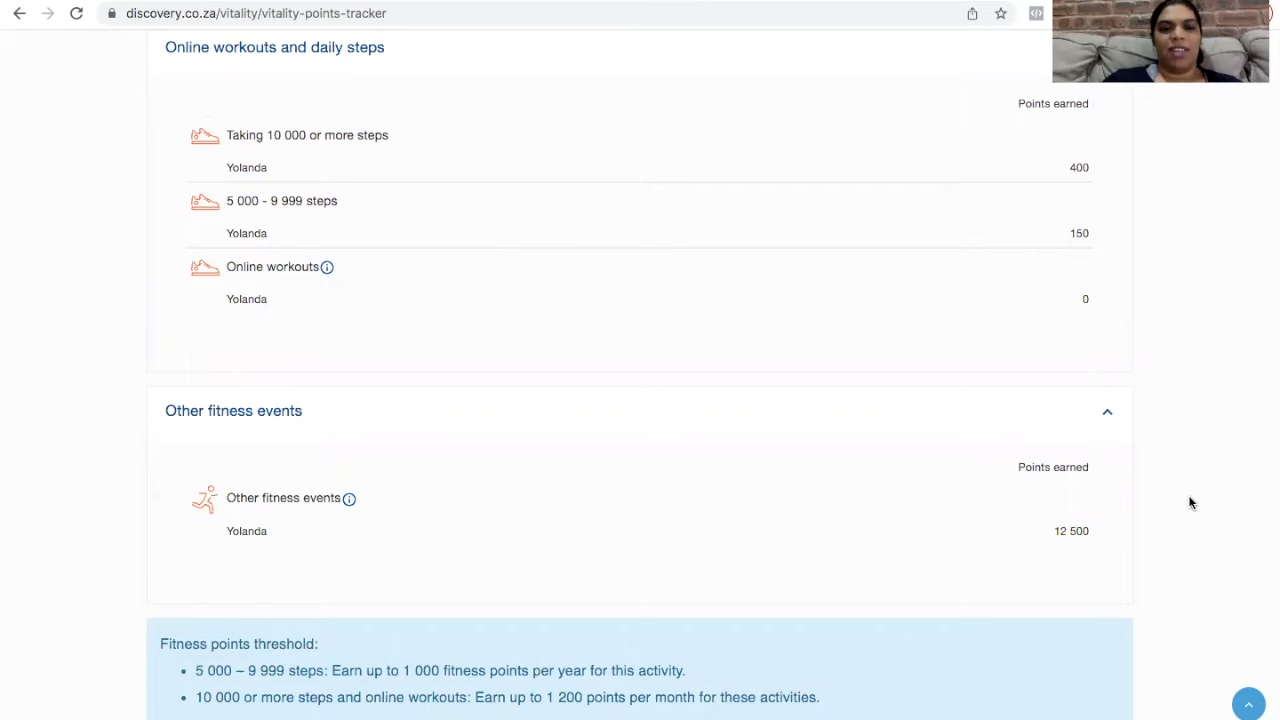 discovery.co.za/vitality/vitality-points-tracker
Online workouts and daily steps
Points earned
Taking 10 000 or more steps
Yolanda 400
5 000 - 9 999 steps
Yolanda 150
Online workouts
Yolanda 0
Other fitness events
Points earned
Other fitness events
Yolanda 12 500
Fitness points threshold:
• 5 000 – 9 999 steps: Earn up to 1 000 fitness points per year for this activity.
• 10 000 or more steps and online workouts: Earn up to 1 200 points per month for these activities.